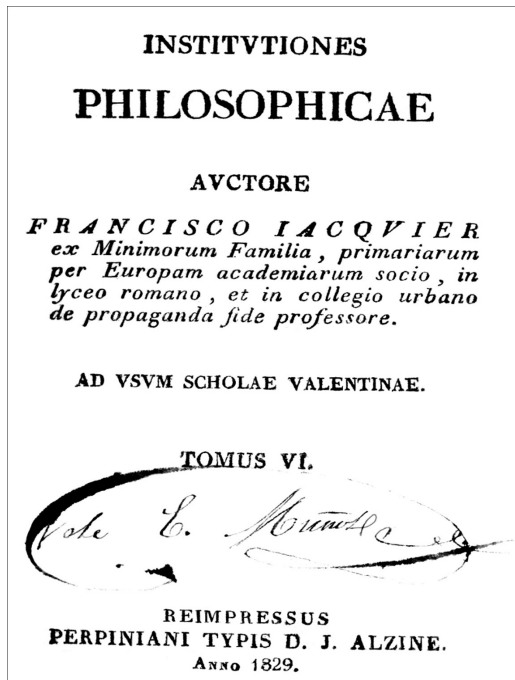 INSTITVTIONES
PHILOSOPHICAE
AVCTORE
FRANCISCO IACQVIER
ex Minimorum Familia, primariarum
per Europam academiarum socio, in
lyceo romano, et in collegio urbano
de propaganda fide professore.
AD VSVM SCHOLAE VALENTINAE.
TOMUS VI.
E. Muñoz
REIMPRESSUS
PERPINIANI TYPIS D. J. ALZINE.
ANNO 1829.